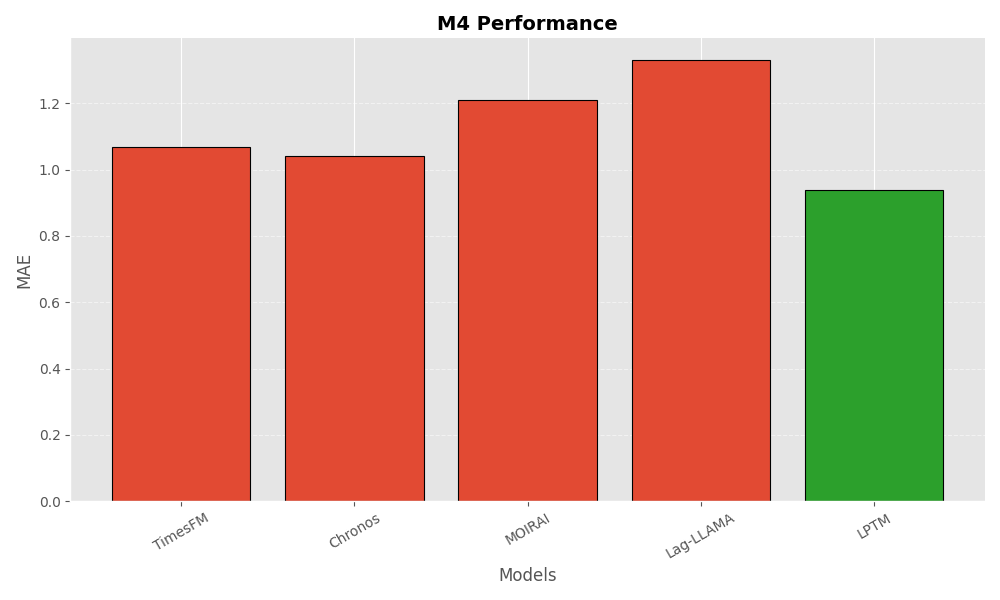 M4 Performance
MAE
1.2
1.0
0.8
0.6
0.4
0.2
0.0
TimesFM
Chronos
MOIRAI
Lag-LLAMA
LPTM
Models